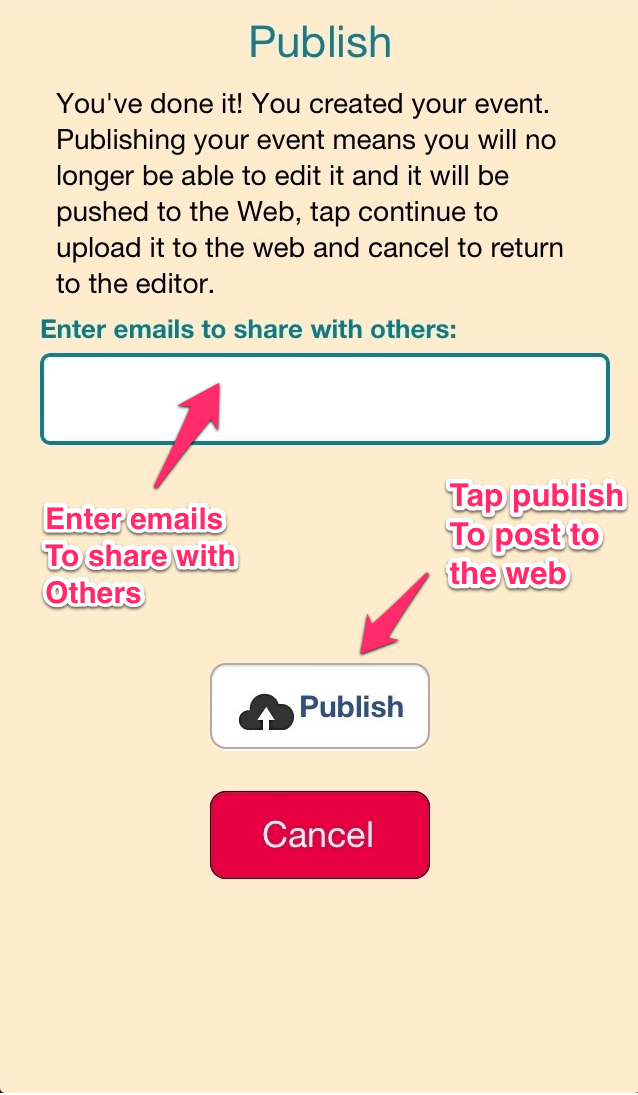 Publish
You've done it! You created your event.
Publishing your event means you will no
longer be able to edit it and it will be
pushed to the Web, tap continue to
upload it to the web and cancel to return
to the editor.
Enter emails to share with others:
Enter emails
To share with
Others
Tap publish
To post to
the web
Publish
Cancel